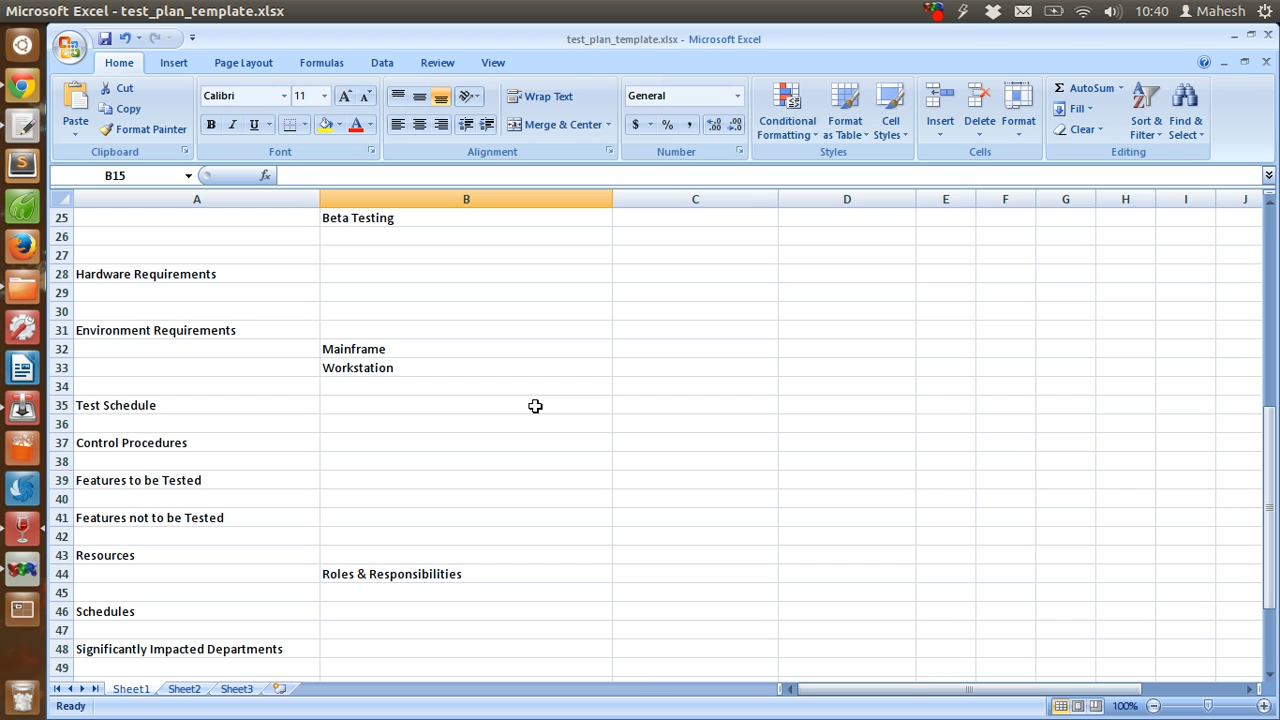 Microsoft Excel - test_plan_template.xlsx 10:40 Mahesh
test_plan_template.xlsx - Microsoft Excel
Home Insert Page Layout Formulas Data Review View
Paste Cut Copy Format Painter Clipboard
Calibri 11 B I U Font
Wrap Text Merge & Center Alignment
General $ % , Number
Conditional Formatting Format as Table Cell Styles Styles
Insert Delete Format Cells
AutoSum Fill Clear Sort & Filter Find & Select Editing
B15 fx
A B C D E F G H I J
25 Beta Testing
26
27
28 Hardware Requirements
29
30
31 Environment Requirements
32 Mainframe
33 Workstation
34
35 Test Schedule
36
37 Control Procedures
38
39 Features to be Tested
40
41 Features not to be Tested
42
43 Resources
44 Roles & Responsibilities
45
46 Schedules
47
48 Significantly Impacted Departments
49
Sheet1 Sheet2 Sheet3
Ready 100%